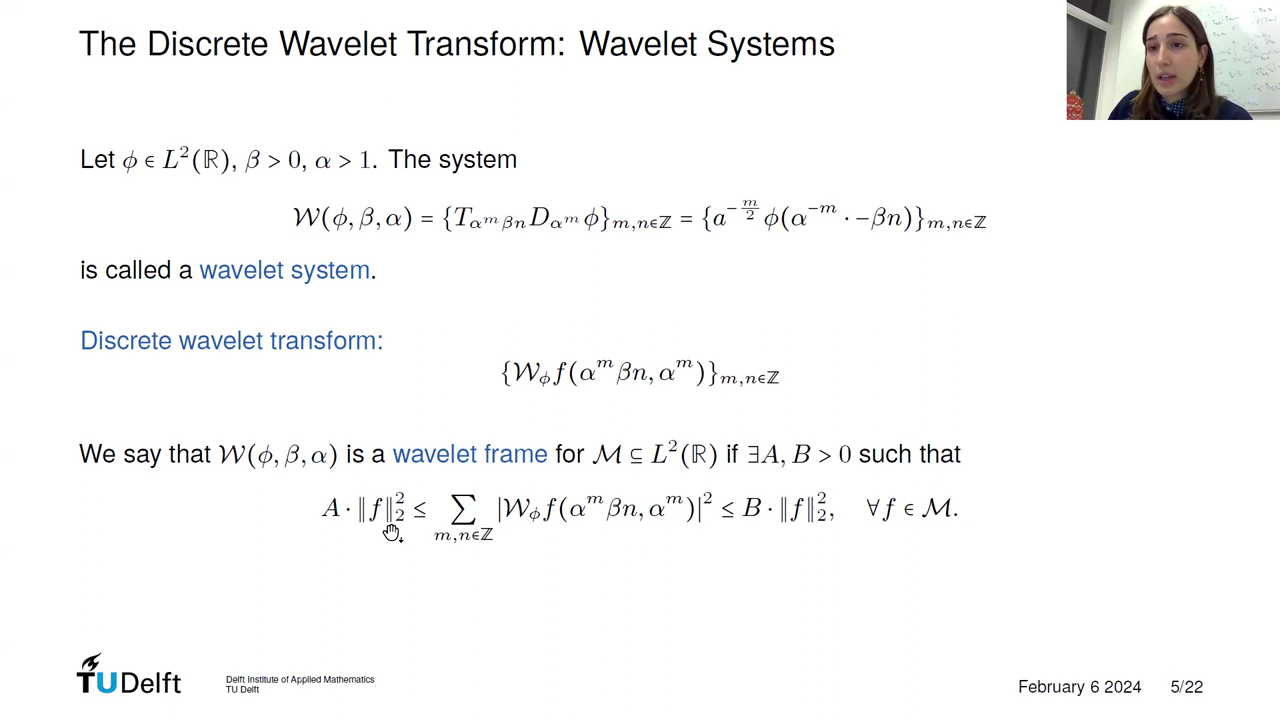 The Discrete Wavelet Transform: Wavelet Systems
Let ϕ ∈ L²(ℝ), β > 0, α > 1. The system
𝒲(ϕ, β, α) = {T_{α^m βn} D_{α^m} ϕ}_{m,n∈ℤ} = {a^{-m/2} ϕ(α^{-m} · −βn)}_{m,n∈ℤ}
is called a wavelet system.
Discrete wavelet transform:
{𝒲_ϕ f(α^m βn, α^m)}_{m,n∈ℤ}
We say that 𝒲(ϕ, β, α) is a wavelet frame for ℳ ⊆ L²(ℝ) if ∃A, B > 0 such that
A · ‖f‖₂² ≤ ∑_{m,n∈ℤ} |𝒲_ϕ f(α^m βn, α^m)|² ≤ B · ‖f‖₂², ∀f ∈ ℳ.
TU Delft
Delft Institute of Applied Mathematics
TU Delft
February 6 2024 5/22